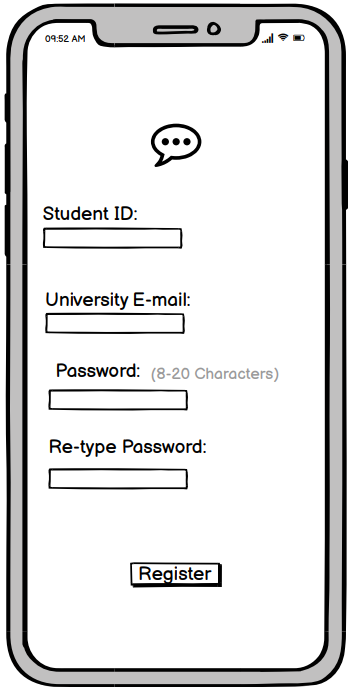 09:52 AM
Student ID:
University E-mail:
Password: (8-20 Characters)
Re-type Password:
Register